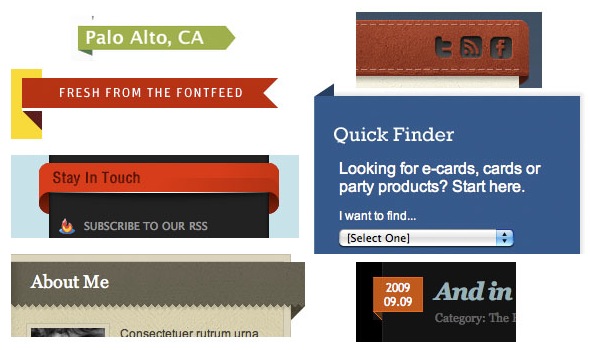 Palo Alto, CA
FRESH FROM THE FONTFEED
Stay In Touch
SUBSCRIBE TO OUR RSS
About Me
Consectetuer rutrum urna
Quick Finder
Looking for e-cards, cards or
party products? Start here.
I want to find...
[Select One]
2009
09.09
And in
Category: The